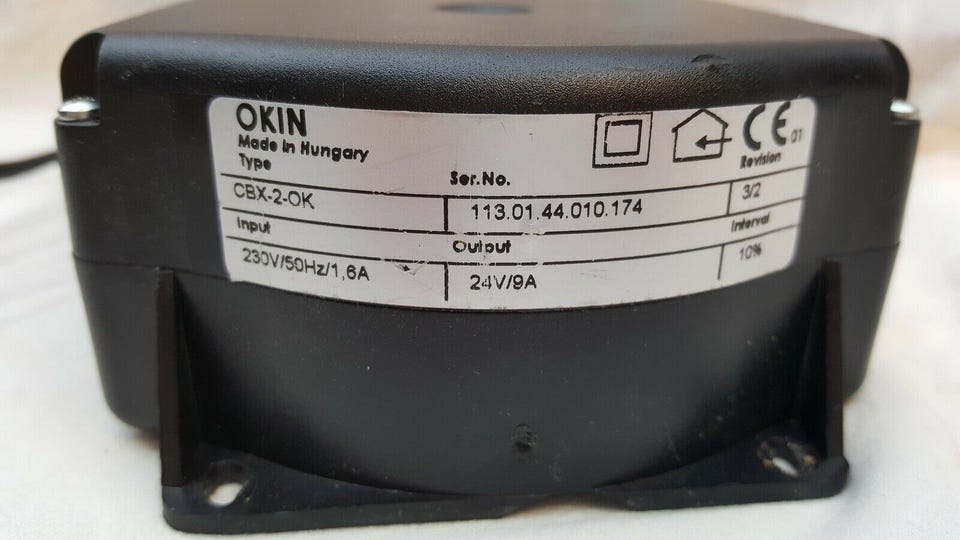 OKIN
Made in Hungary
CE 01
Type Ser.No. Revision
CBX-2-OK 113.01.44.010.174 3/2
Input Output Interval
230V/50Hz/1,6A 24V/9A 10%